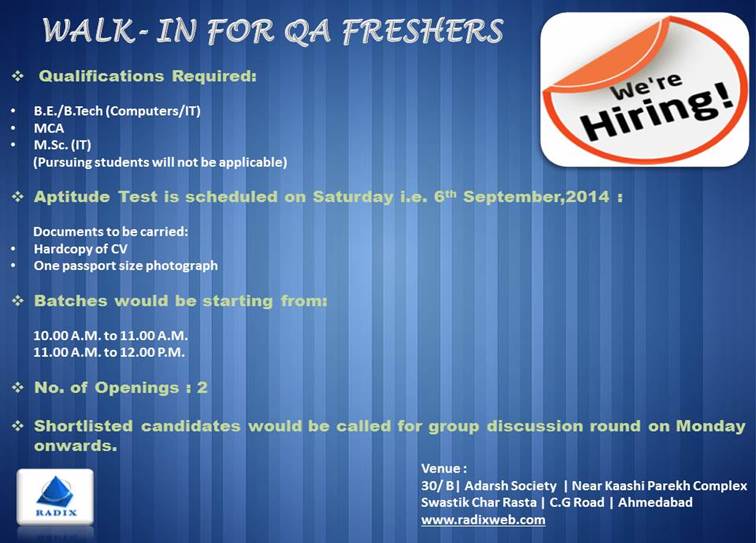 WALK- IN FOR QA FRESHERS
We're
Hiring!
❖ Qualifications Required:
• B.E./B.Tech (Computers/IT)
• MCA
• M.Sc. (IT)
(Pursuing students will not be applicable)
❖ Aptitude Test is scheduled on Saturday i.e. 6th September,2014 :
Documents to be carried:
• Hardcopy of CV
• One passport size photograph
❖ Batches would be starting from:
10.00 A.M. to 11.00 A.M.
11.00 A.M. to 12.00 P.M.
❖ No. of Openings : 2
❖ Shortlisted candidates would be called for group discussion round on Monday
onwards.
RADIX
Venue :
30/ B| Adarsh Society | Near Kaashi Parekh Complex
Swastik Char Rasta | C.G Road | Ahmedabad
www.radixweb.com